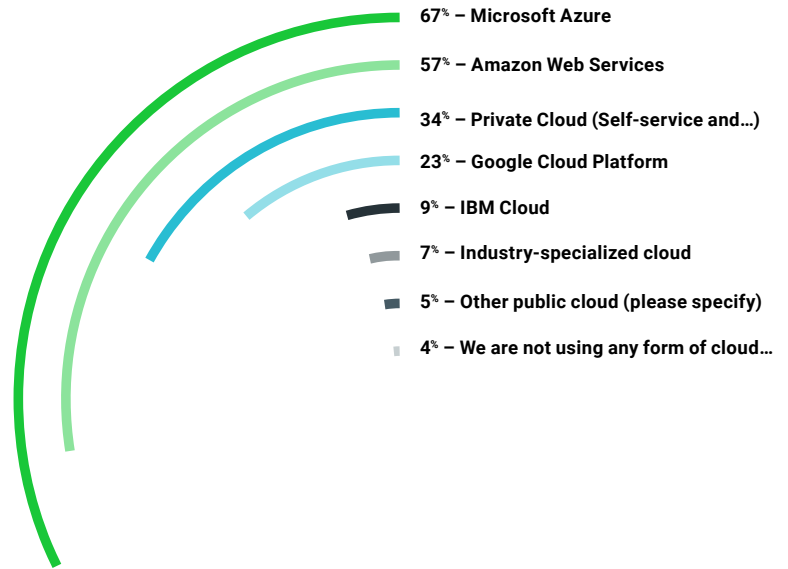 67% – Microsoft Azure
57% – Amazon Web Services
34% – Private Cloud (Self-service and…)
23% – Google Cloud Platform
9% – IBM Cloud
7% – Industry-specialized cloud
5% – Other public cloud (please specify)
4% – We are not using any form of cloud…